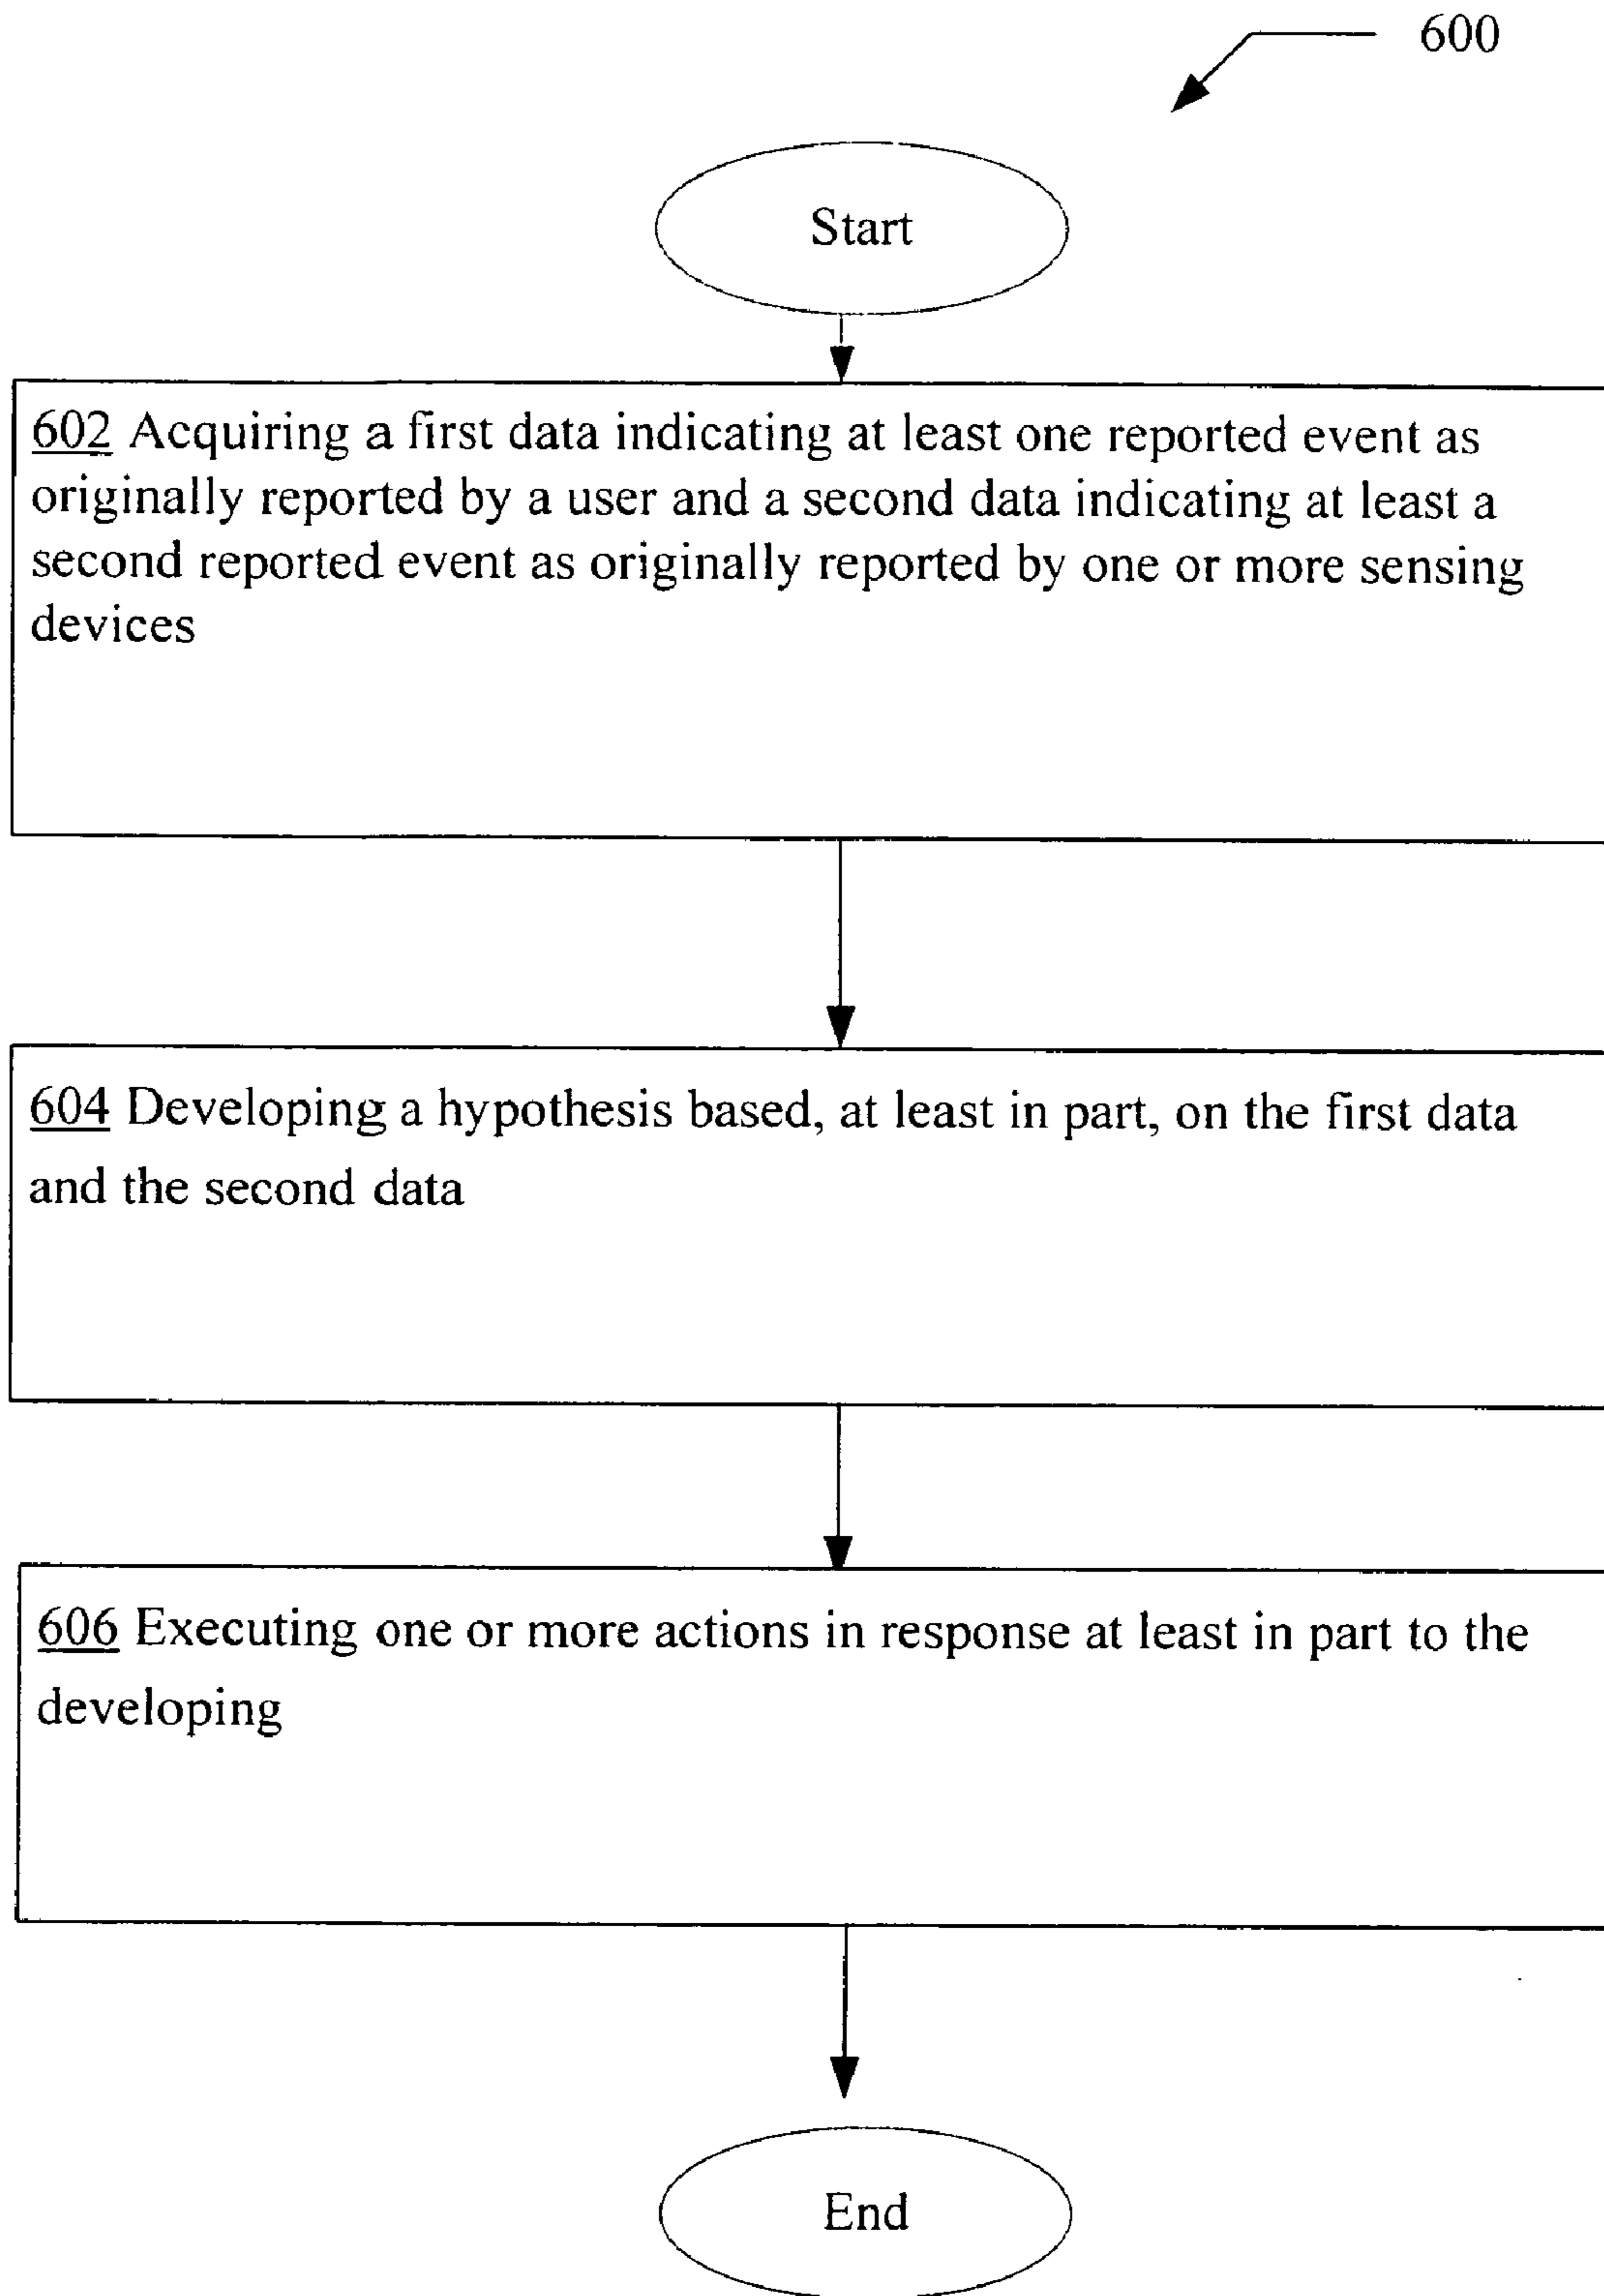 600
Start
602 Acquiring a first data indicating at least one reported event as
originally reported by a user and a second data indicating at least a
second reported event as originally reported by one or more sensing
devices
604 Developing a hypothesis based, at least in part, on the first data
and the second data
606 Executing one or more actions in response at least in part to the
developing
End